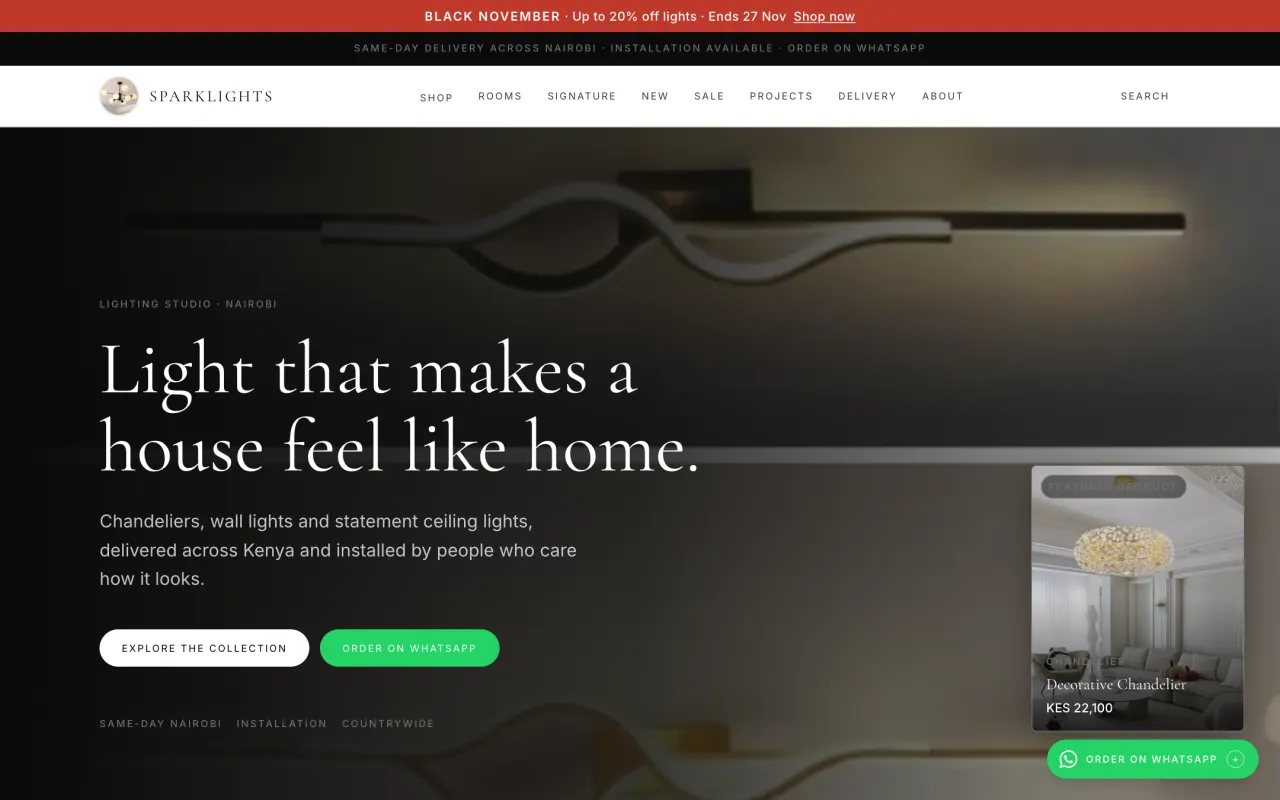 BLACK NOVEMBER · Up to 20% off lights · Ends 27 Nov Shop now
SAME-DAY DELIVERY ACROSS NAIROBI · INSTALLATION AVAILABLE · ORDER ON WHATSAPP
SPARKLIGHTS
SHOP ROOMS SIGNATURE NEW SALE PROJECTS DELIVERY ABOUT SEARCH
LIGHTING STUDIO · NAIROBI
Light that makes a
house feel like home.
Chandeliers, wall lights and statement ceiling lights,
delivered across Kenya and installed by people who care
how it looks.
EXPLORE THE COLLECTION ORDER ON WHATSAPP
SAME-DAY NAIROBI INSTALLATION COUNTRYWIDE
FEATURED PRODUCT
CHANDELIER
Decorative Chandelier
KES 22,100
ORDER ON WHATSAPP +